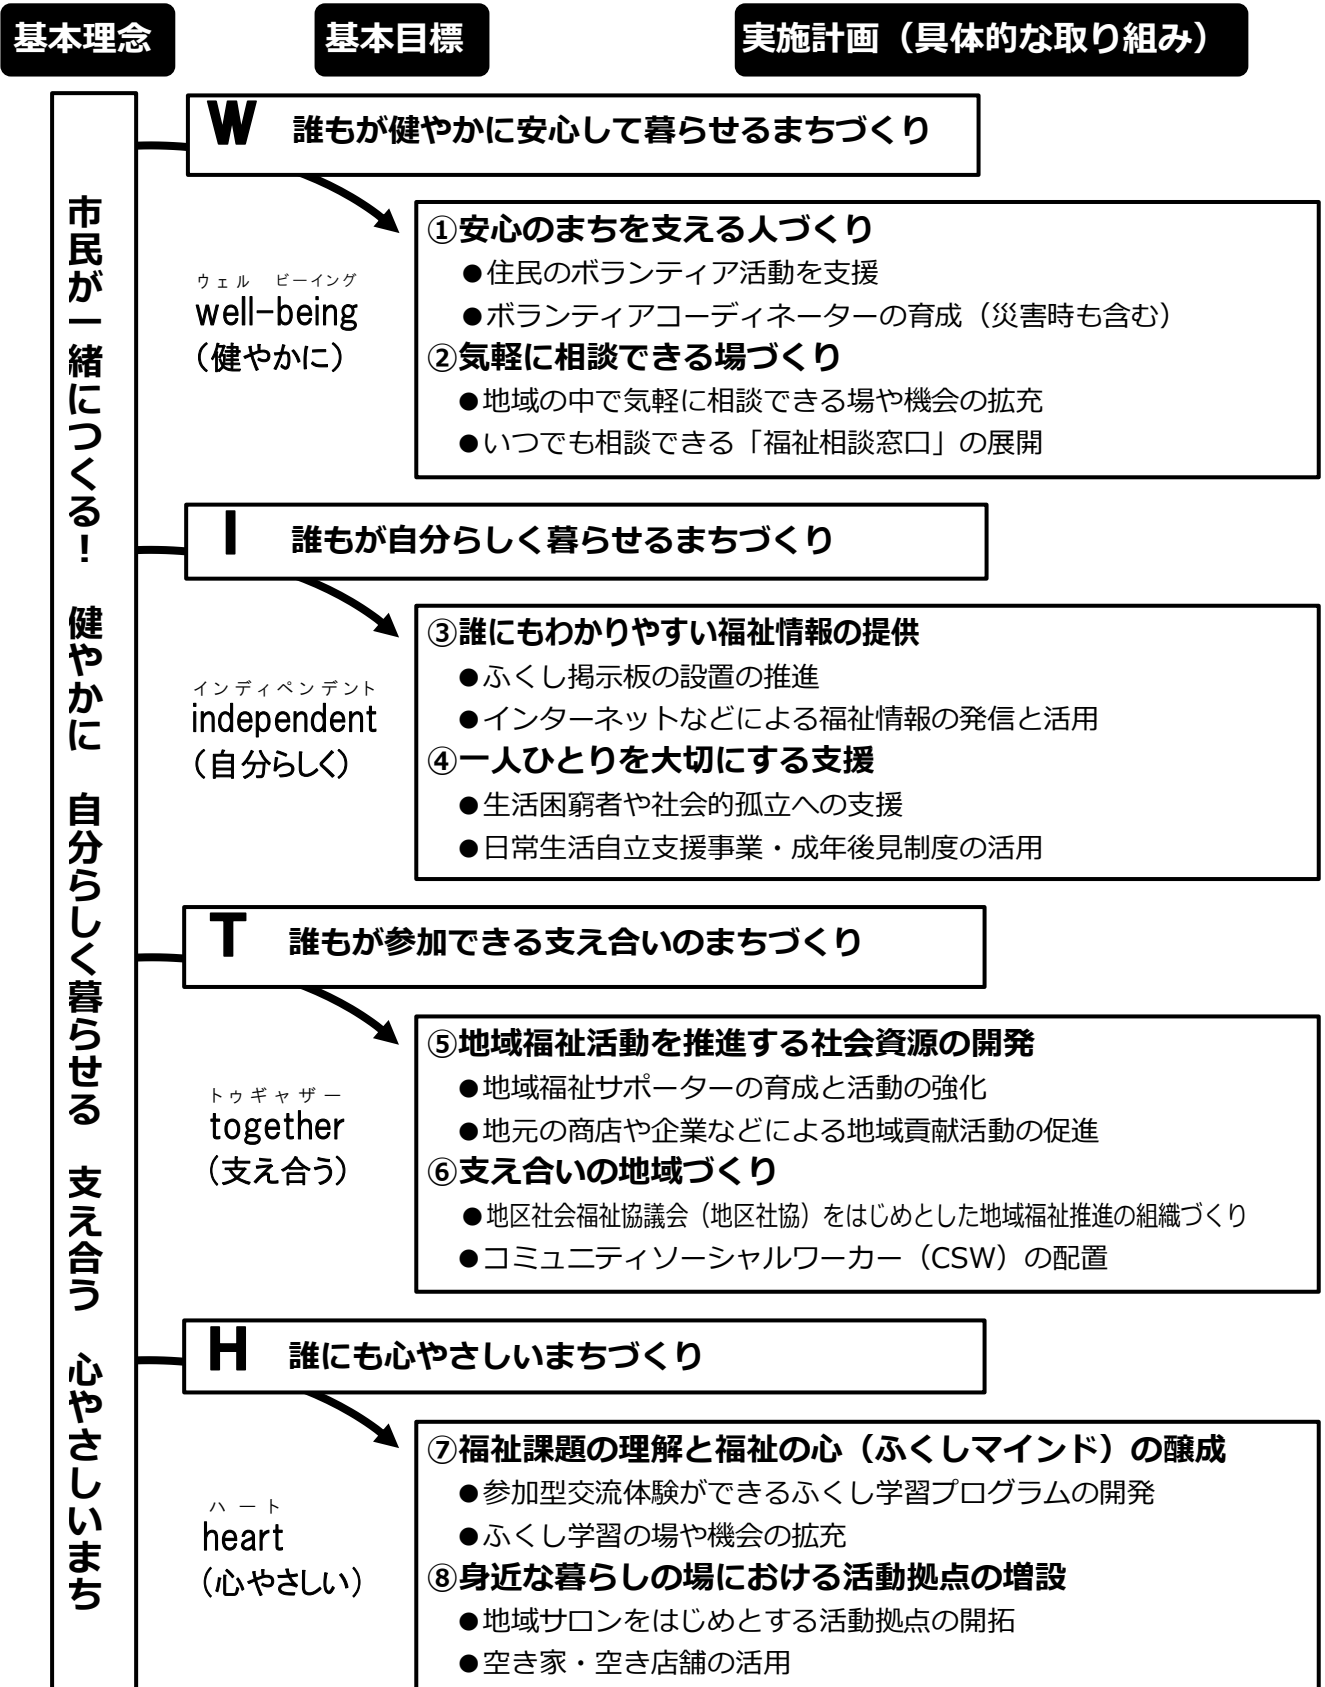 基本理念
基本目標
実施計画（具体的な取り組み）
市民が一緒につくる！　健やかに　自分らしく暮らせる　支え合う　心やさしいまち
W　誰もが健やかに安心して暮らせるまちづくり
ウェル　ビーイング
well-being
（健やかに）
①安心のまちを支える人づくり
●住民のボランティア活動を支援
●ボランティアコーディネーターの育成（災害時も含む）
②気軽に相談できる場づくり
●地域の中で気軽に相談できる場や機会の拡充
●いつでも相談できる「福祉相談窓口」の展開
I　誰もが自分らしく暮らせるまちづくり
インディペンデント
independent
（自分らしく）
③誰にもわかりやすい福祉情報の提供
●ふくし掲示板の設置の推進
●インターネットなどによる福祉情報の発信と活用
④一人ひとりを大切にする支援
●生活困窮者や社会的孤立への支援
●日常生活自立支援事業・成年後見制度の活用
T　誰もが参加できる支え合いのまちづくり
トゥギャザー
together
（支え合う）
⑤地域福祉活動を推進する社会資源の開発
●地域福祉サポーターの育成と活動の強化
●地元の商店や企業などによる地域貢献活動の促進
⑥支え合いの地域づくり
●地区社会福祉協議会（地区社協）をはじめとした地域福祉推進の組織づくり
●コミュニティソーシャルワーカー（CSW）の配置
H　誰にも心やさしいまちづくり
ハート
heart
（心やさしい）
⑦福祉課題の理解と福祉の心（ふくしマインド）の醸成
●参加型交流体験ができるふくし学習プログラムの開発
●ふくし学習の場や機会の拡充
⑧身近な暮らしの場における活動拠点の増設
●地域サロンをはじめとする活動拠点の開拓
●空き家・空き店舗の活用